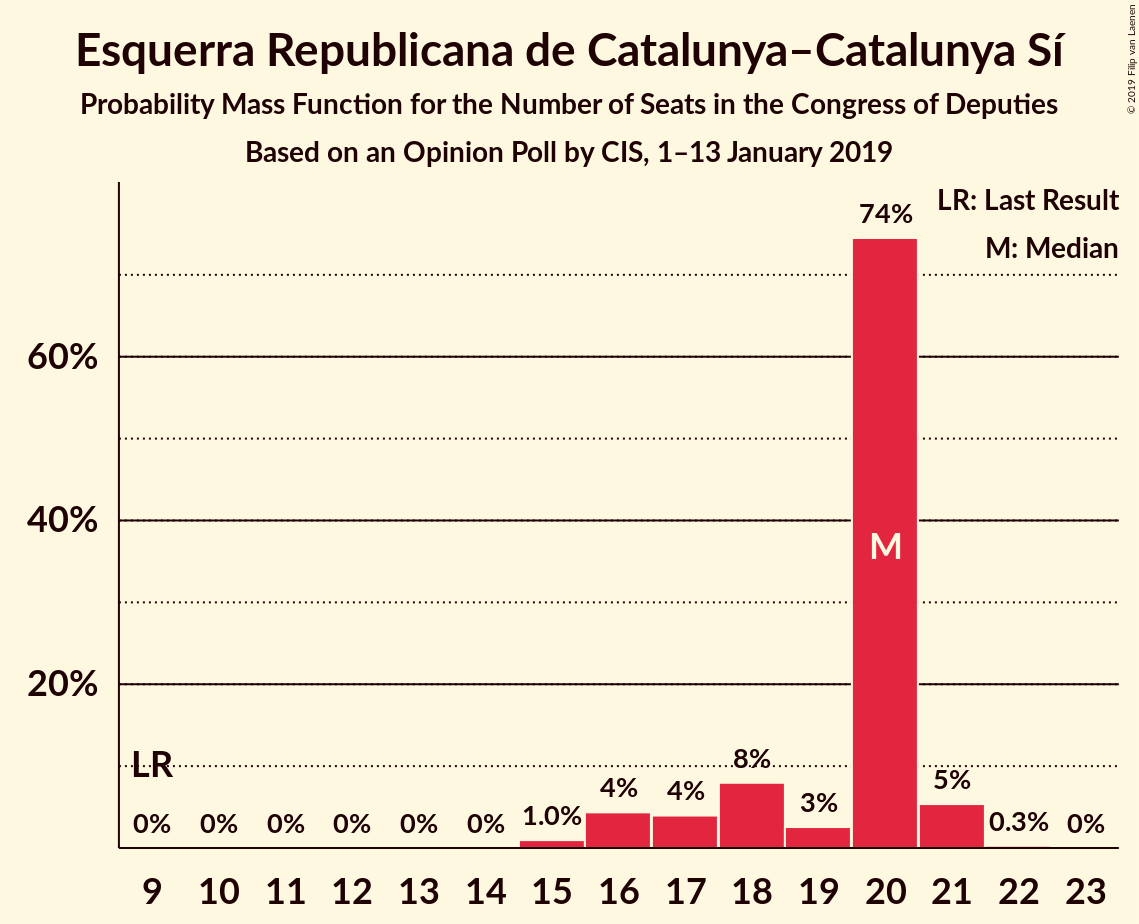 Esquerra Republicana de Catalunya–Catalunya Sí
Probability Mass Function for the Number of Seats in the Congress of Deputies
Based on an Opinion Poll by CIS, 1–13 January 2019
© 2019 Filip van Laenen
LR: Last Result
M: Median
74%
60%
40%
M
20%
LR
0% 0% 0% 0% 0% 0% 1.0% 4% 4% 8% 3% 5% 0.3% 0%
9 10 11 12 13 14 15 16 17 18 19 20 21 22 23